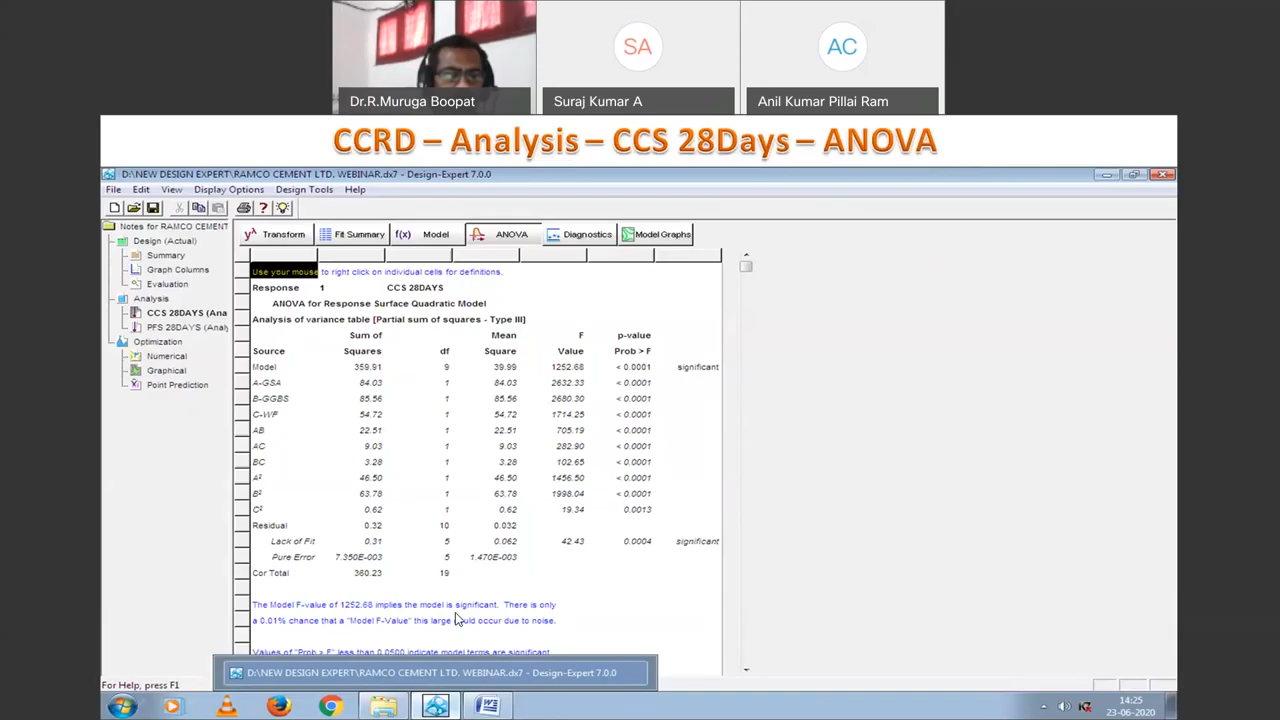 SA
AC
Dr.R.Muruga Boopat
Suraj Kumar A
Anil Kumar Pillai Ram
CCRD – Analysis – CCS 28Days – ANOVA
D:\NEW DESIGN EXPERT\RAMCO CEMENT LTD. WEBINAR.dx7 - Design-Expert 7.0.0
File Edit View Display Options Design Tools Help
Notes for RAMCO CEMENT
Design (Actual)
Summary
Graph Columns
Evaluation
Analysis
CCS 28DAYS (Ana
PFS 28DAYS (Analy
Optimization
Numerical
Graphical
Point Prediction
Transform Fit Summary f(x) Model ANOVA Diagnostics Model Graphs
Use your mouse to right click on individual cells for definitions.
Response 1 CCS 28DAYS
ANOVA for Response Surface Quadratic Model
Analysis of variance table [Partial sum of squares - Type III]
Sum of Mean F p-value
Source Squares df Square Value Prob > F
Model 359.91 9 39.99 1252.68 < 0.0001 significant
A-GSA 84.03 1 84.03 2632.33 < 0.0001
B-GGBS 85.56 1 85.56 2680.30 < 0.0001
C-WF 54.72 1 54.72 1714.25 < 0.0001
AB 22.51 1 22.51 705.19 < 0.0001
AC 9.03 1 9.03 282.90 < 0.0001
BC 3.28 1 3.28 102.65 < 0.0001
A² 46.50 1 46.50 1456.50 < 0.0001
B² 63.78 1 63.78 1998.04 < 0.0001
C² 0.62 1 0.62 19.34 0.0013
Residual 0.32 10 0.032
Lack of Fit 0.31 5 0.062 42.43 0.0004 significant
Pure Error 7.350E-003 5 1.470E-003
Cor Total 360.23 19
The Model F-value of 1252.68 implies the model is significant. There is only
a 0.01% chance that a "Model F-Value" this large could occur due to noise.
Values of "Prob > F" less than 0.0500 indicate model terms are significant.
D:\NEW DESIGN EXPERT\RAMCO CEMENT LTD. WEBINAR.dx7 - Design-Expert 7.0.0
For Help, press F1
14:25
23-06-2020